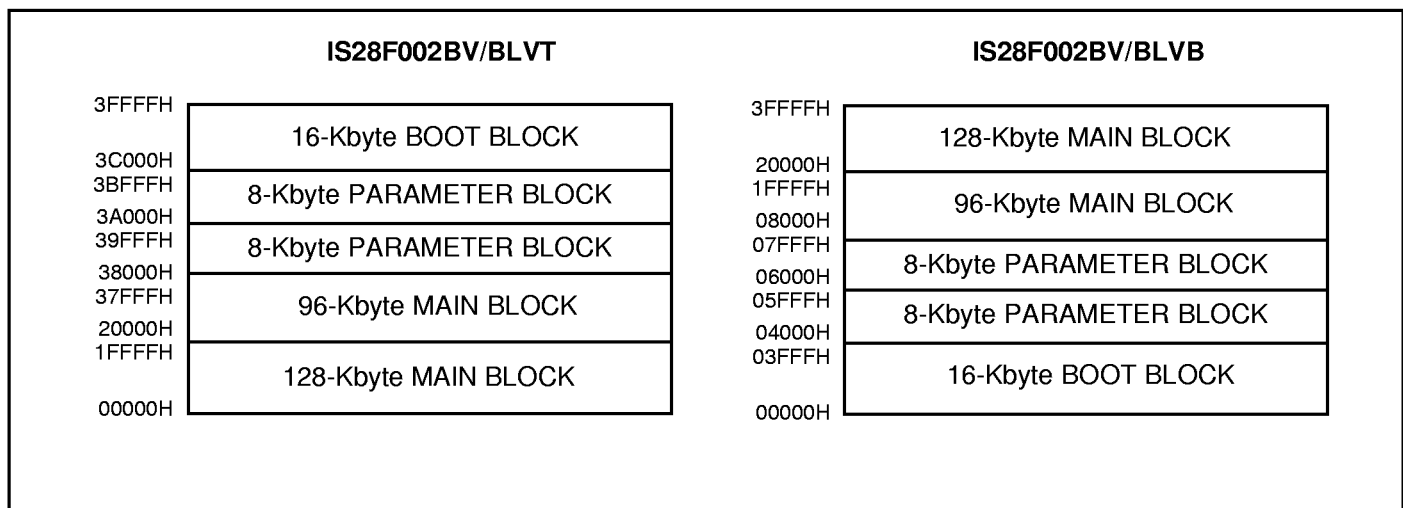 IS28F002BV/BLVT
3FFFFH
16-Kbyte BOOT BLOCK
3C000H
3BFFFH
8-Kbyte PARAMETER BLOCK
3A000H
39FFFH
8-Kbyte PARAMETER BLOCK
38000H
37FFFH
96-Kbyte MAIN BLOCK
20000H
1FFFFH
128-Kbyte MAIN BLOCK
00000H
IS28F002BV/BLVB
3FFFFH
128-Kbyte MAIN BLOCK
20000H
1FFFFH
96-Kbyte MAIN BLOCK
08000H
07FFFH
8-Kbyte PARAMETER BLOCK
06000H
05FFFH
8-Kbyte PARAMETER BLOCK
04000H
03FFFH
16-Kbyte BOOT BLOCK
00000H